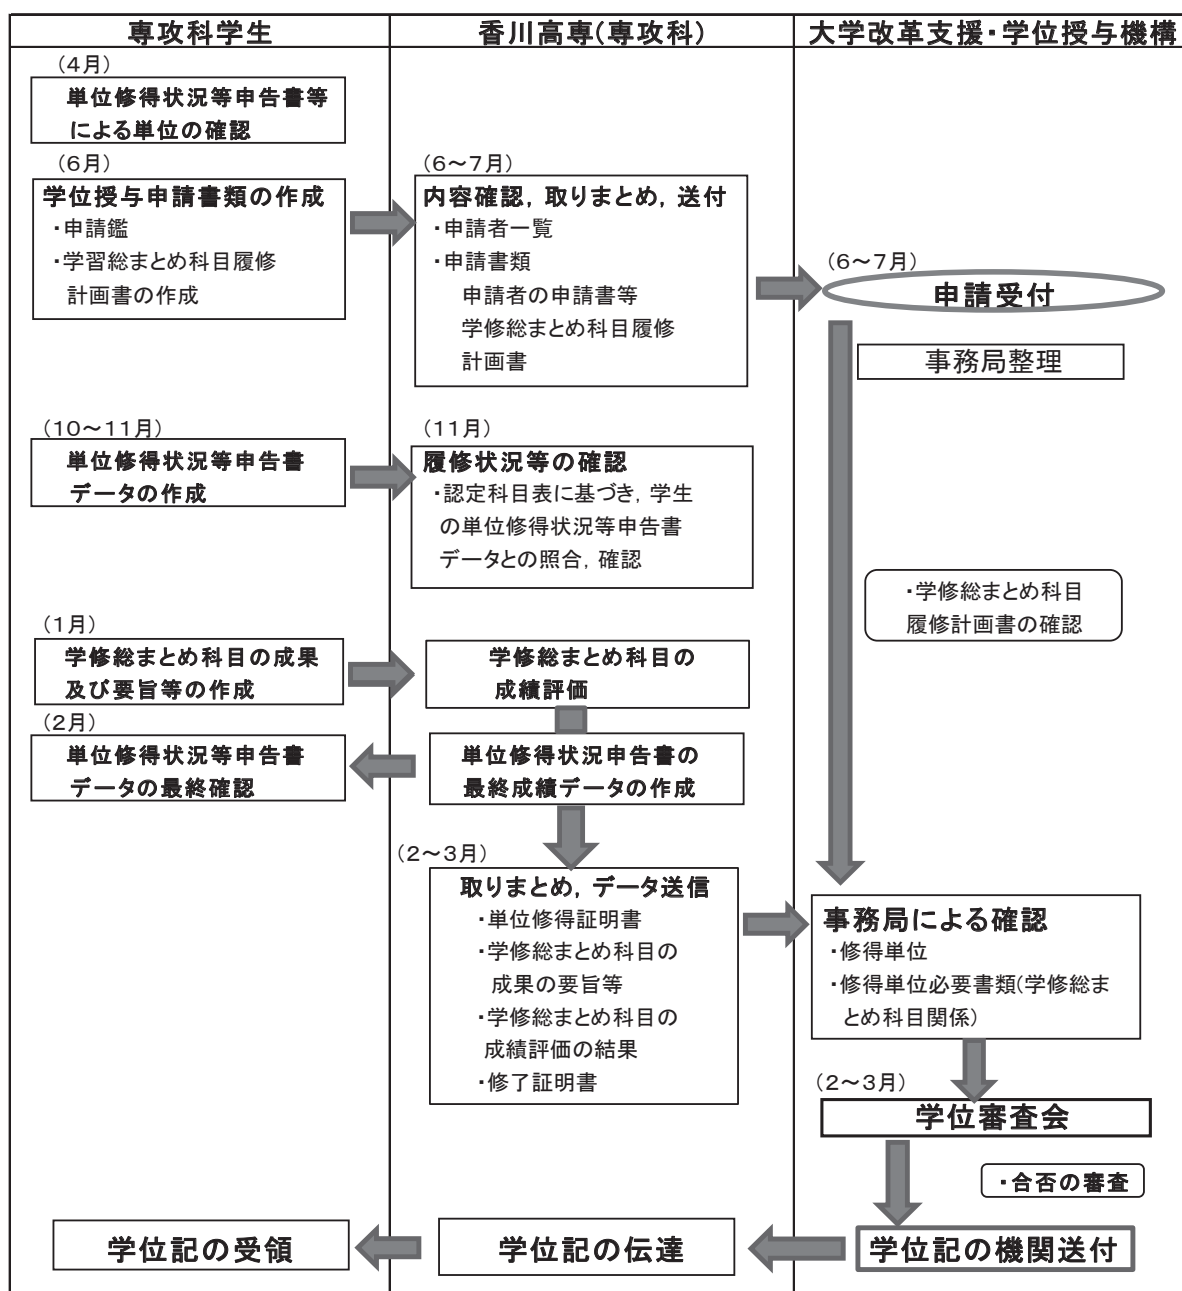 専攻科学生
香川高専(専攻科)
大学改革支援・学位授与機構
(4月)
単位修得状況等申告書等
による単位の確認
(6月)
学位授与申請書類の作成
・申請鑑
・学習総まとめ科目履修
計画書の作成
(6～7月)
内容確認，取りまとめ，送付
・申請者一覧
・申請書類
申請者の申請書等
学修総まとめ科目履修
計画書
(6～7月)
申請受付
事務局整理
(10～11月)
単位修得状況等申告書
データの作成
(11月)
履修状況等の確認
・認定科目表に基づき，学生
の単位修得状況等申告書
データとの照合，確認
・学修総まとめ科目
履修計画書の確認
(1月)
学修総まとめ科目の成果
及び要旨等の作成
学修総まとめ科目の
成績評価
(2月)
単位修得状況等申告書
データの最終確認
単位修得状況申告書の
最終成績データの作成
(2～3月)
取りまとめ，データ送信
・単位修得証明書
・学修総まとめ科目の
成果の要旨等
・学修総まとめ科目の
成績評価の結果
・修了証明書
事務局による確認
・修得単位
・修得単位必要書類(学修総ま
とめ科目関係)
(2～3月)
学位審査会
・合否の審査
学位記の受領
学位記の伝達
学位記の機関送付